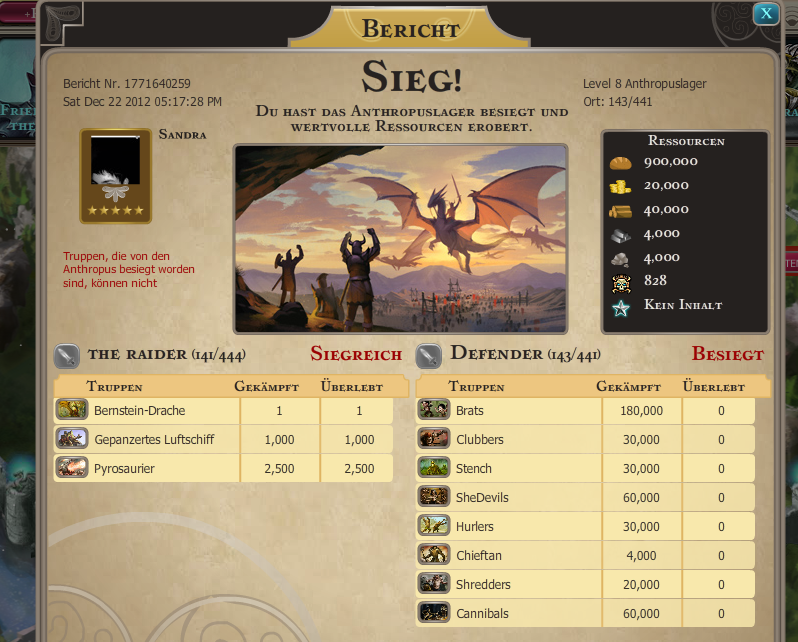 Bericht
X
Sieg!
Bericht Nr. 1771640259
Sat Dec 22 2012 05:17:28 PM
Level 8 Anthropuslager
Ort: 143/441
Du hast das Anthropuslager besiegt und
wertvolle Ressourcen erobert.
Sandra
Truppen, die von den
Anthropus besiegt worden
sind, können nicht
Ressourcen
900,000
20,000
40,000
4,000
4,000
828
Kein Inhalt
the raider (141/444) Siegreich
Truppen Gekämpft Überlebt
Bernstein-Drache 1 1
Gepanzertes Luftschiff 1,000 1,000
Pyrosaurier 2,500 2,500
Defender (143/441) Besiegt
Truppen Gekämpft Überlebt
Brats 180,000 0
Clubbers 30,000 0
Stench 30,000 0
SheDevils 60,000 0
Hurlers 30,000 0
Chieftan 4,000 0
Shredders 20,000 0
Cannibals 60,000 0